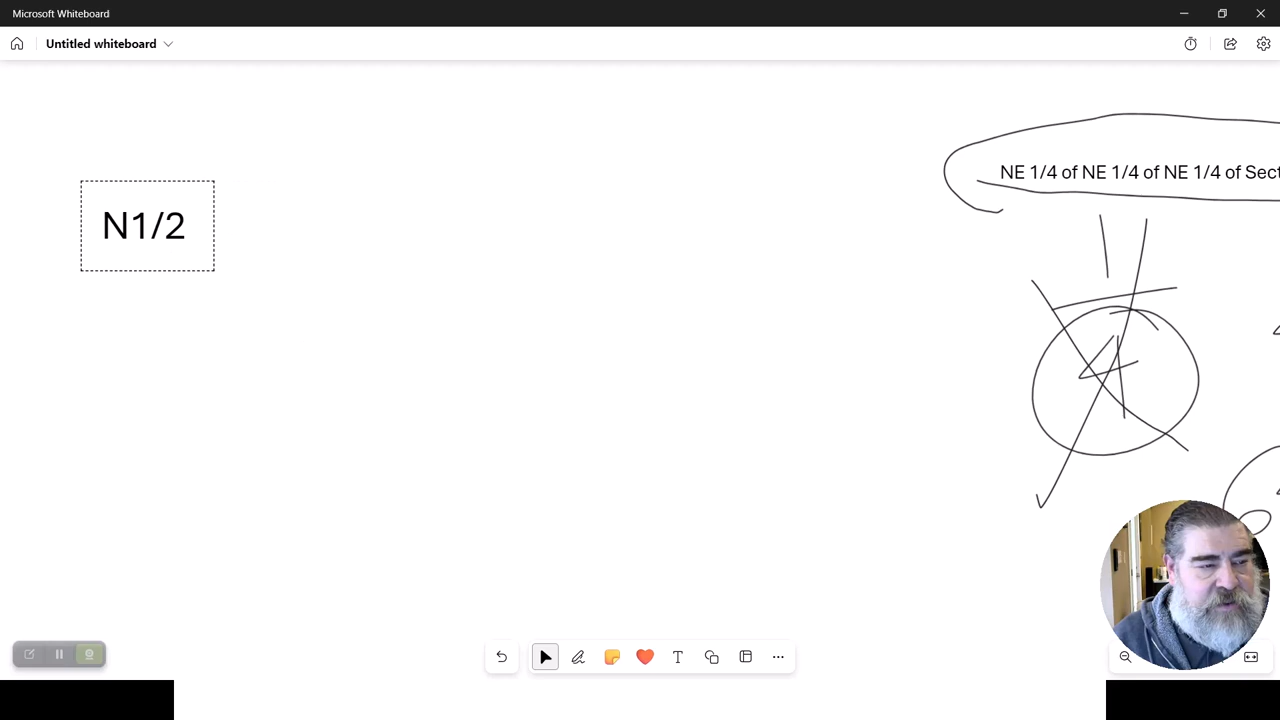 Microsoft Whiteboard
Untitled whiteboard
N1/2
NE 1/4 of NE 1/4 of NE 1/4 of Sect
4
T